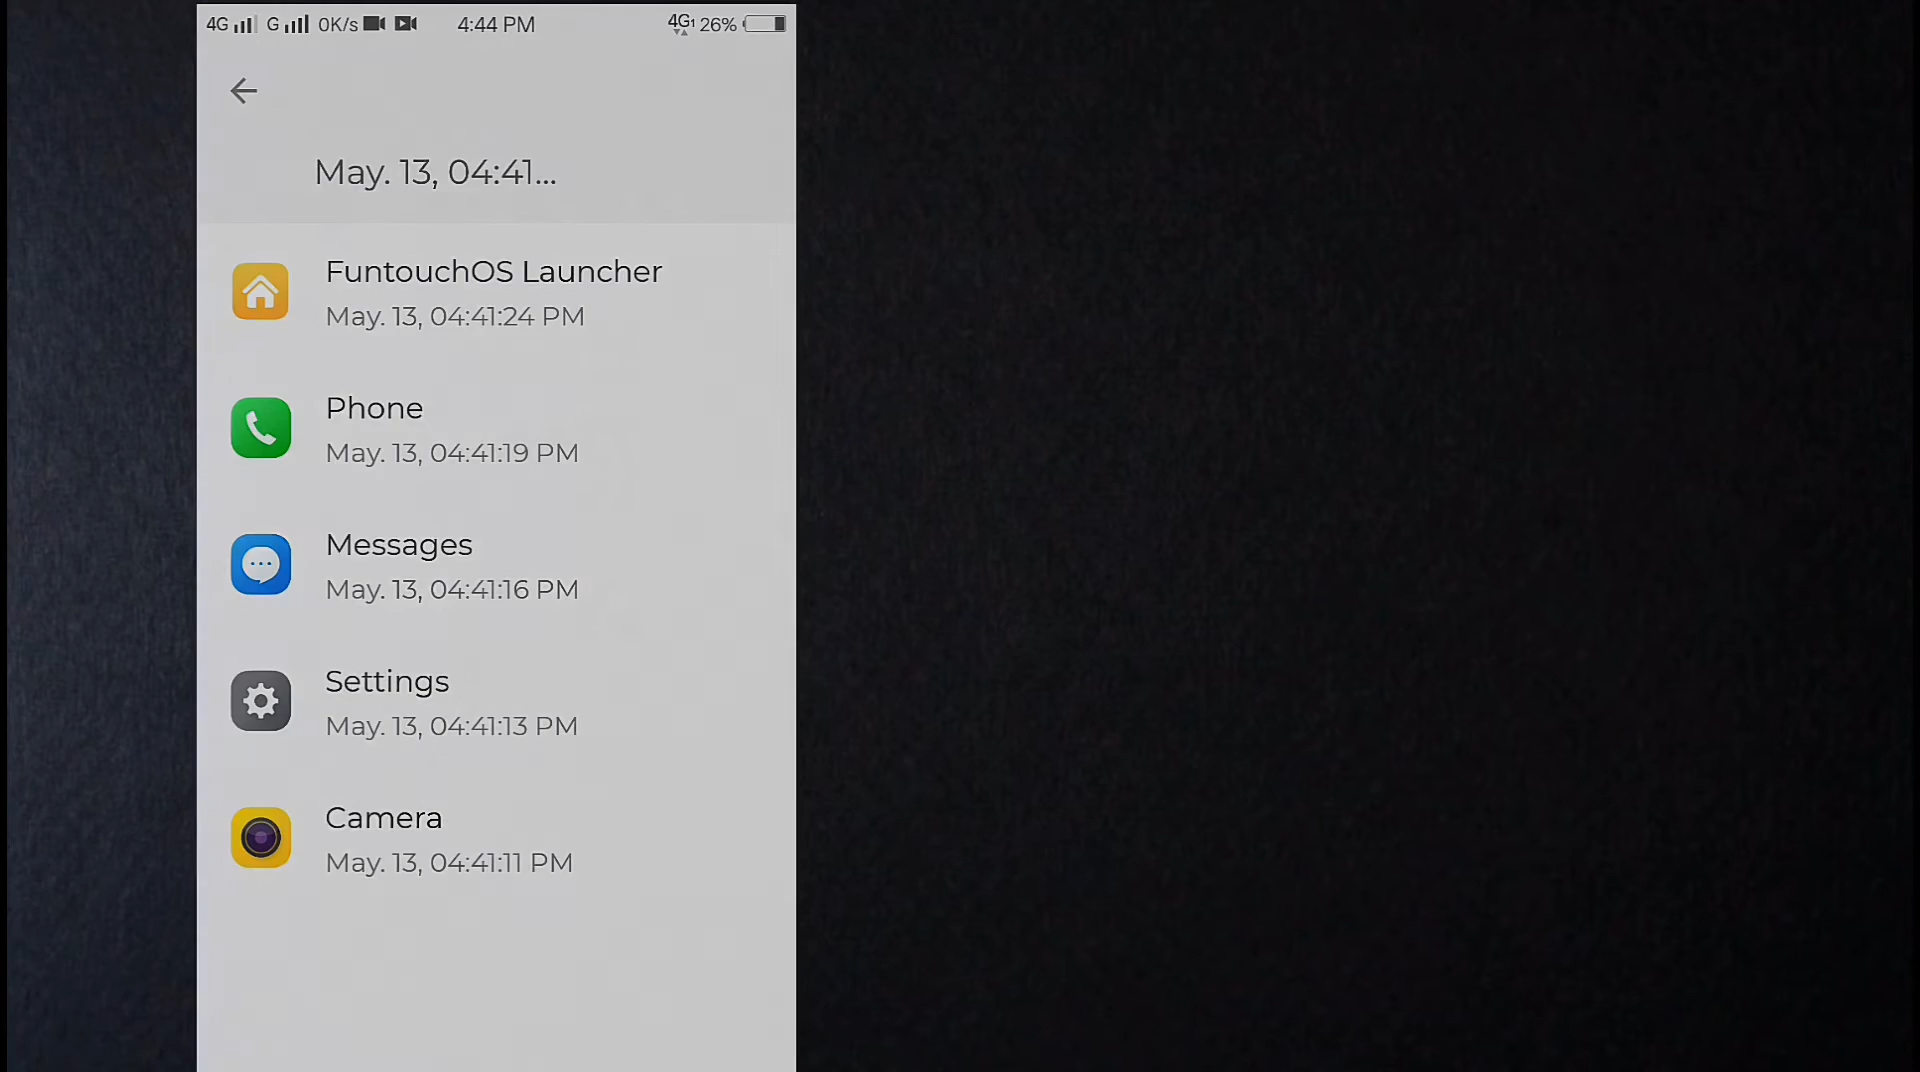 4G G 0K/s 4:44 PM 4G1 26%
May. 13, 04:41...
FuntouchOS Launcher
May. 13, 04:41:24 PM
Phone
May. 13, 04:41:19 PM
Messages
May. 13, 04:41:16 PM
Settings
May. 13, 04:41:13 PM
Camera
May. 13, 04:41:11 PM